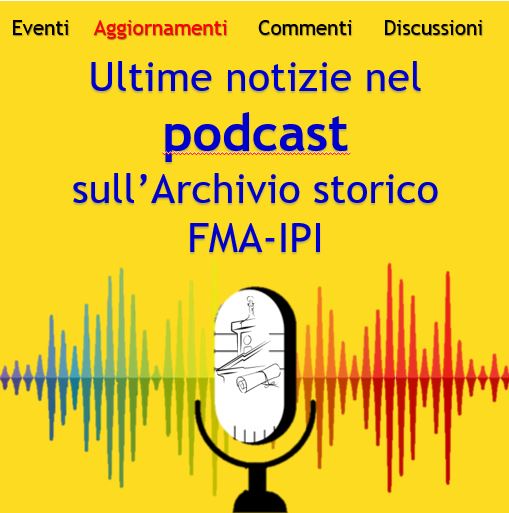 Eventi Aggiornamenti Commenti Discussioni
Ultime notizie nel
podcast
sull’Archivio storico
FMA-IPI